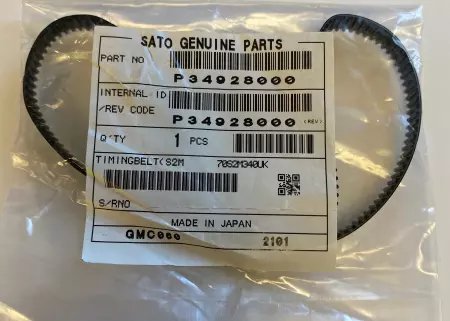 SATO GENUINE PARTS
PART NO
P34928000
INTERNAL ID
/REV CODE P34928000 (REV)
Q'TY 1 PCS
TIMINGBELT(S2M 70S2M340UK
S/RNO
MADE IN JAPAN
GMC060 2101